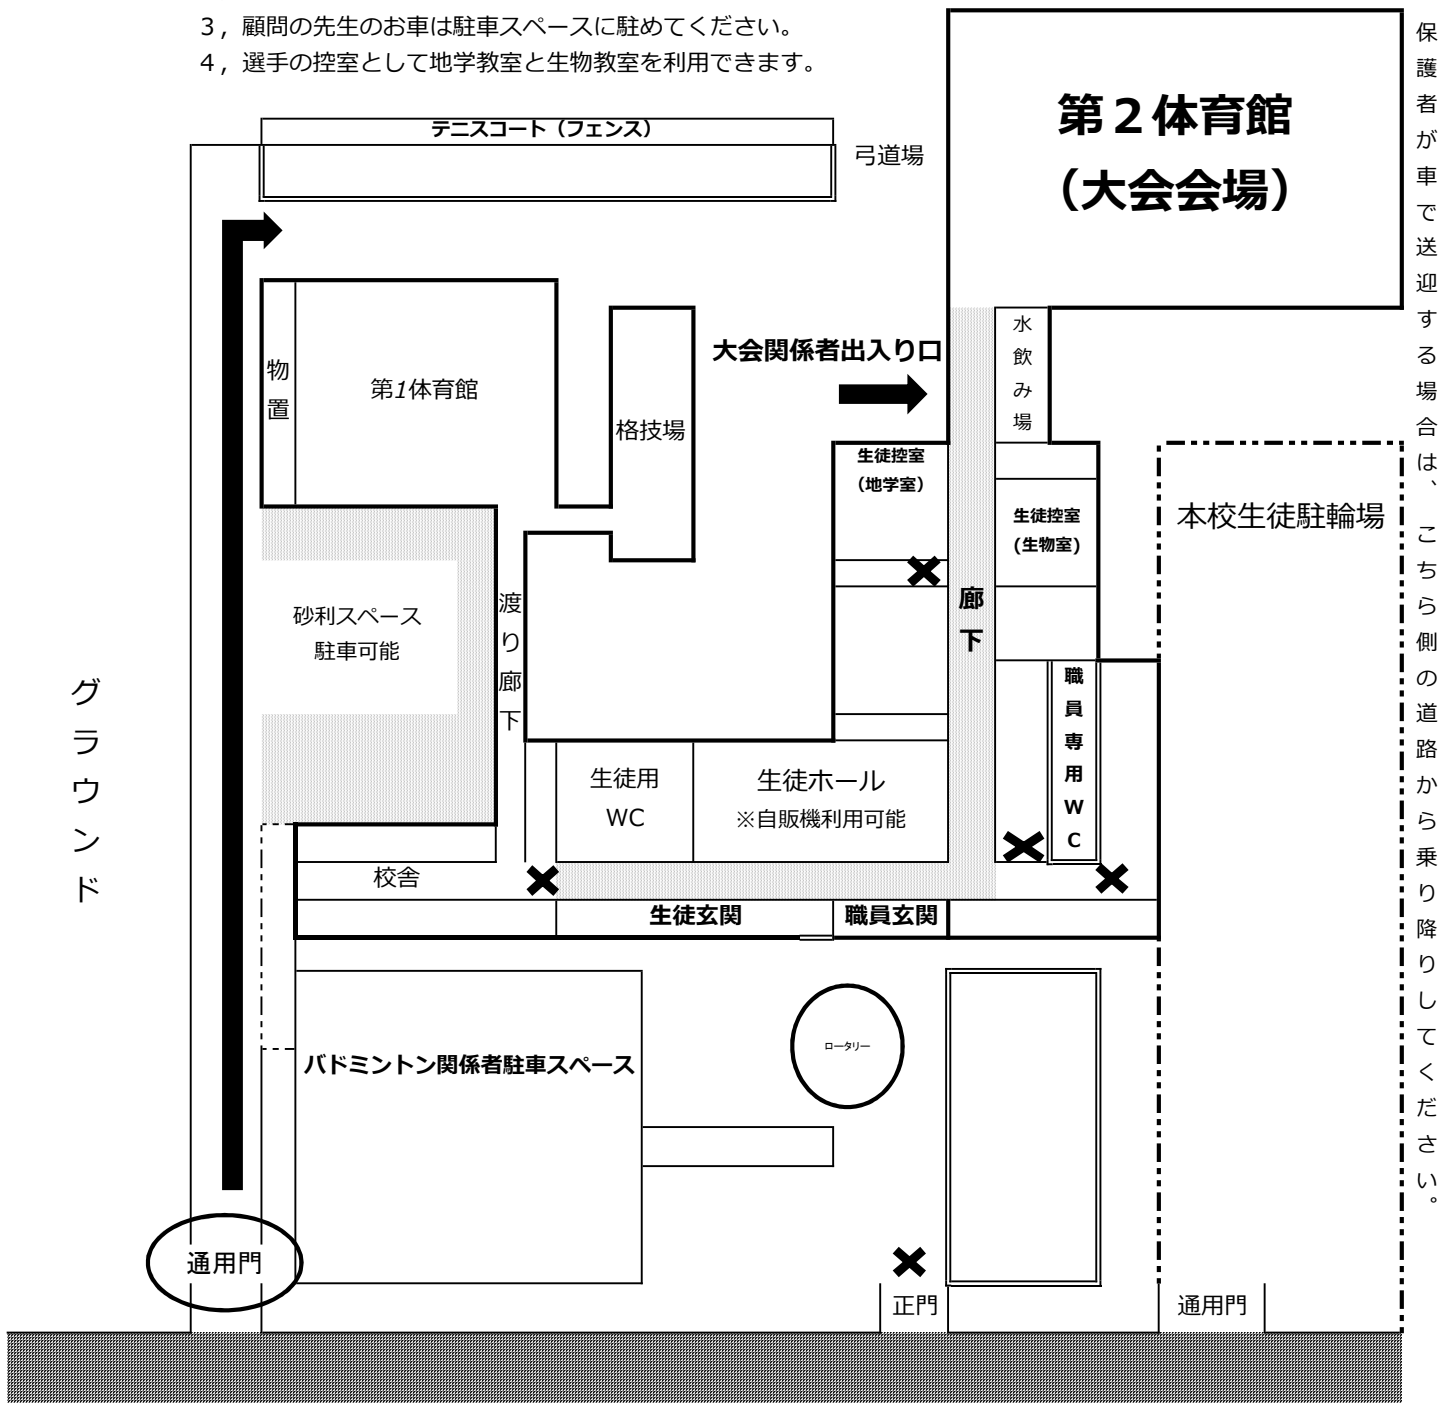 3，顧問の先生のお車は駐車スペースに駐めてください。
4，選手の控室として地学教室と生物教室を利用できます。
保護者が車で送迎する場合は、こちら側の道路から乗り降りしてください。
第２体育館
（大会会場）
テニスコート（フェンス）
弓道場
物置
第1体育館
格技場
大会関係者出入り口
水飲み場
生徒控室
（地学室）
生徒控室
(生物室)
本校生徒駐輪場
砂利スペース
駐車可能
渡り廊下
廊下
グラウンド
職員専用WC
生徒用
WC
生徒ホール
※自販機利用可能
校舎
生徒玄関
職員玄関
バドミントン関係者駐車スペース
ロータリー
通用門
正門
通用門